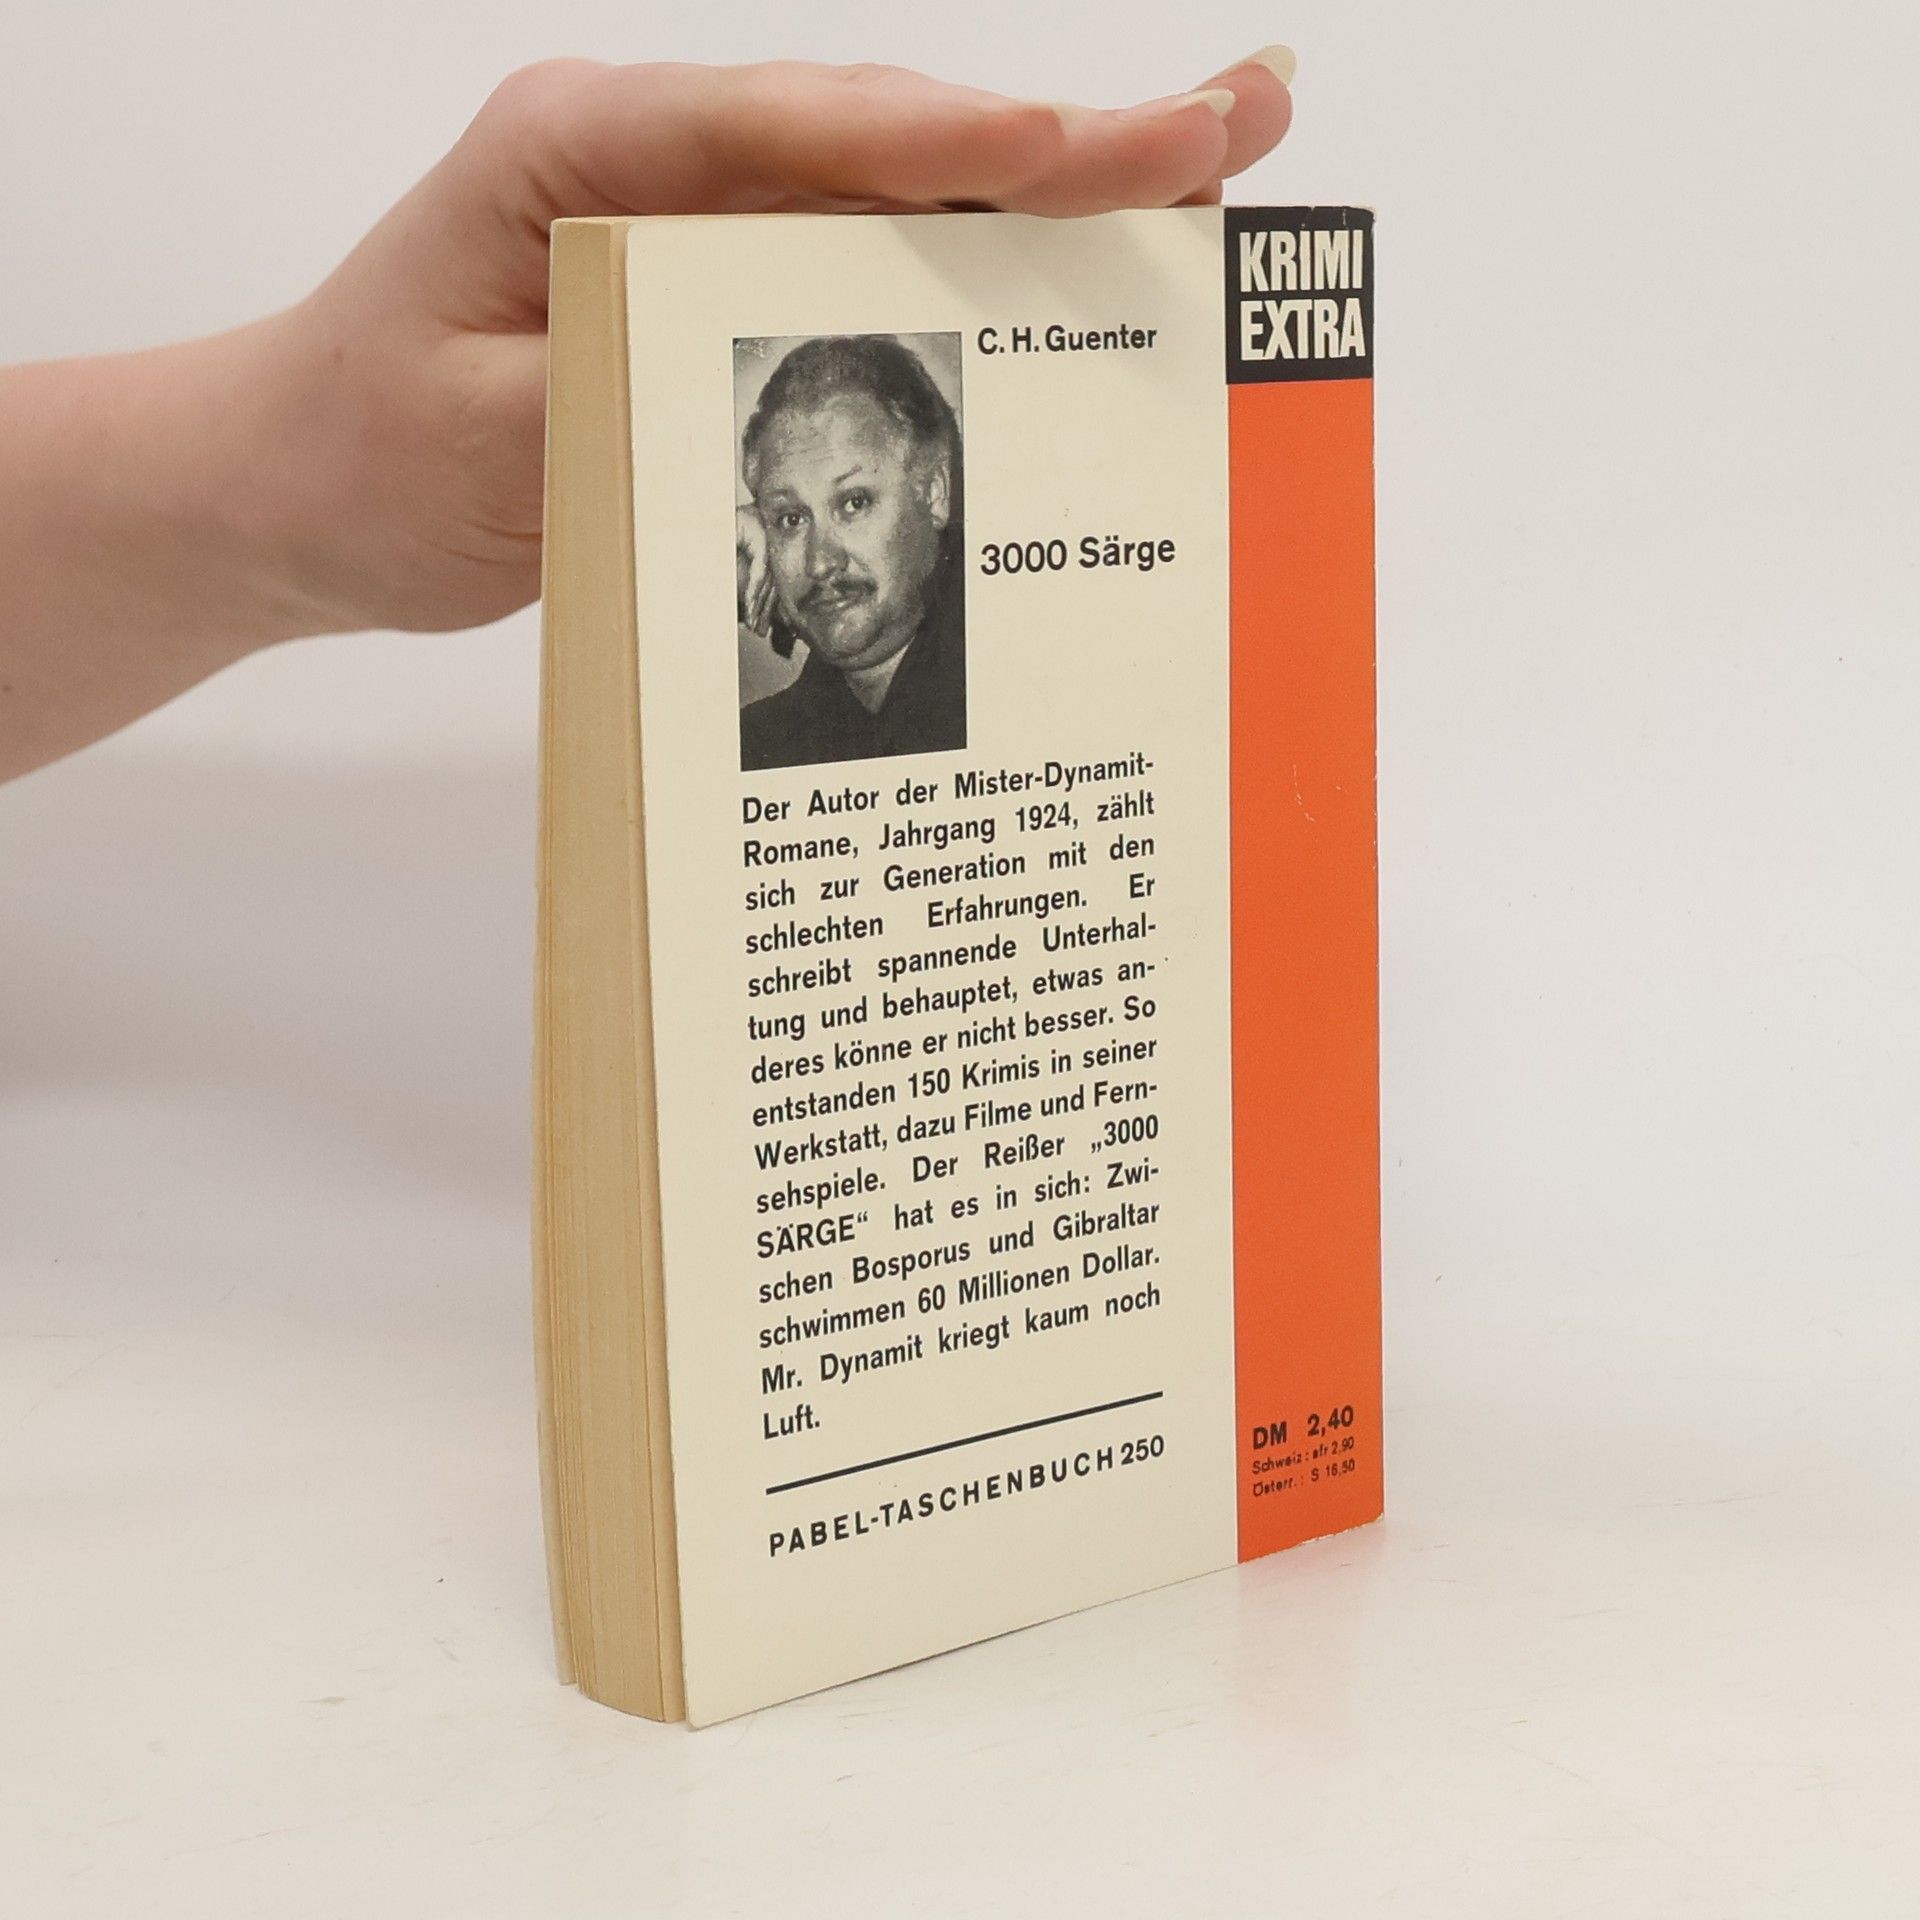 KRIMI
EXTRA
C. H. Guenter
3000 Särge
Der Autor der Mister-Dynamit-
Romane, Jahrgang 1924, zählt
sich zur Generation mit den
schlechten Erfahrungen. Er
schreibt spannende Unterhal-
tung und behauptet, etwas an-
deres könne er nicht besser. So
entstanden 150 Krimis in seiner
Werkstatt, dazu Filme und Fern-
sehspiele. Der Reißer „3000
SÄRGE“ hat es in sich: Zwi-
schen Bosporus und Gibraltar
schwimmen 60 Millionen Dollar.
Mr. Dynamit kriegt kaum noch
Luft.
PABEL-TASCHENBUCH 250
DM 2,40
Schweiz: sfr 2,90
Österr.: S 16,50